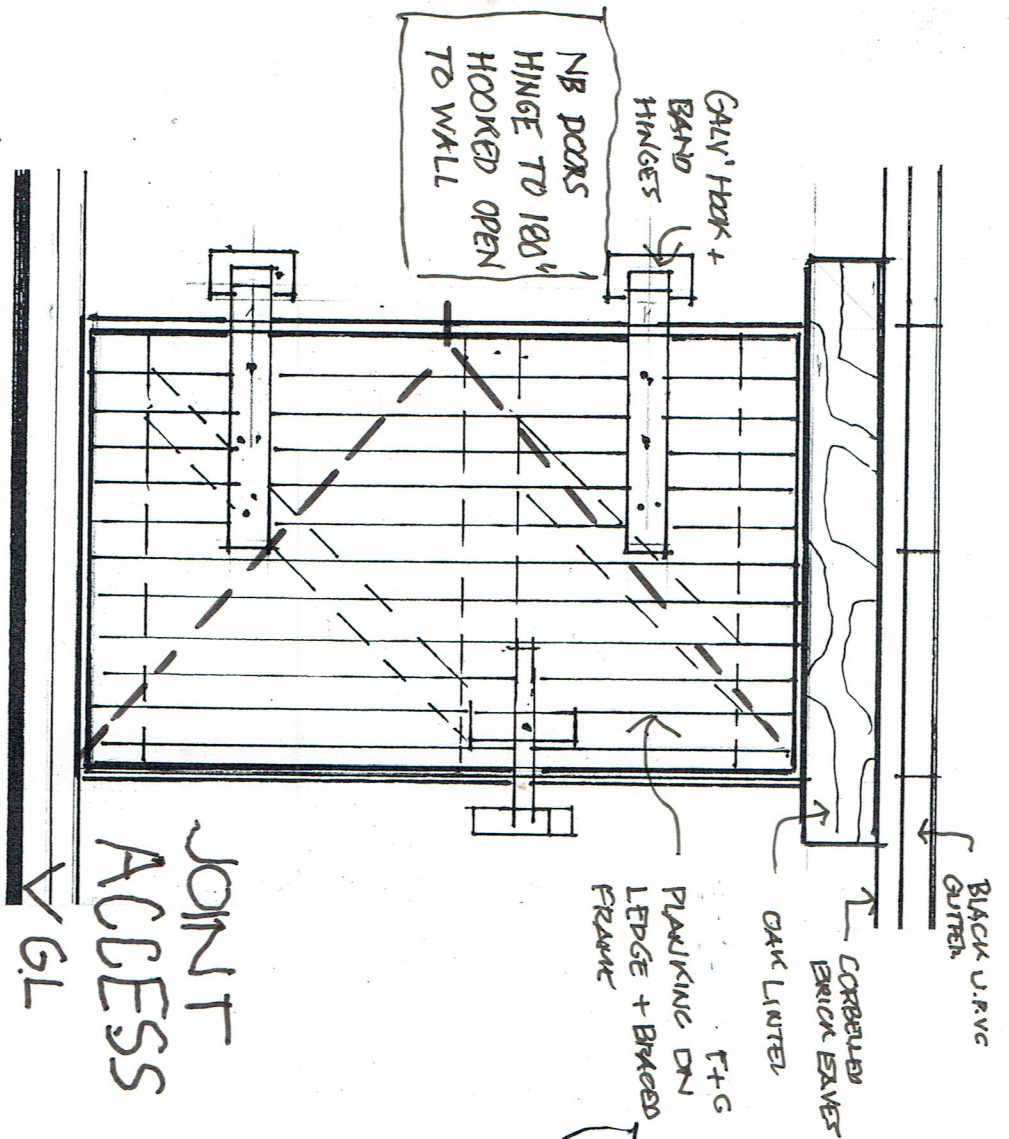 BLACK U.P.V.C
GUTTER
CORBELLED
BRICK EAVES
OAK LINTEL
T+G
PLANKING ON
LEDGE + BRACED
FRAME
GALV' HOOK +
BAND
HINGES
NB DOORS
HINGE TO 180°
HOOKED OPEN
TO WALL
JOINT
ACCESS
GL